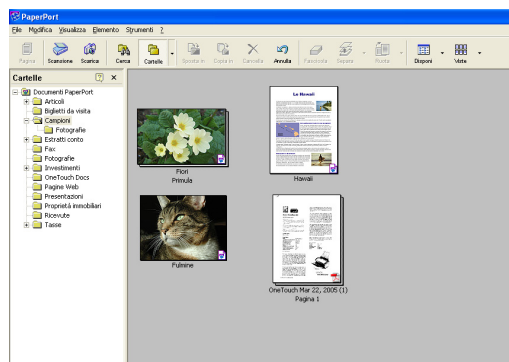 PaperPort
File Modifica Visualizza Elemento Strumenti ?
Pagina Scansione Scarica Cerca Cartelle Sposta in Copia in Cancella Annulla Fascicola Separa Ruota Disponi Viste
Cartelle
Documenti PaperPort
Articoli
Biglietti da visita
Campioni
Fotografie
Estratti conto
Fax
Fotografie
Investimenti
OneTouch Docs
Pagine Web
Presentazioni
Proprietà immobiliari
Ricevute
Tasse
Le Hawaii
Fiori
Primula
Hawaii
Fulmine
OneTouch Mar 22, 2005 (1)
Pagina 1